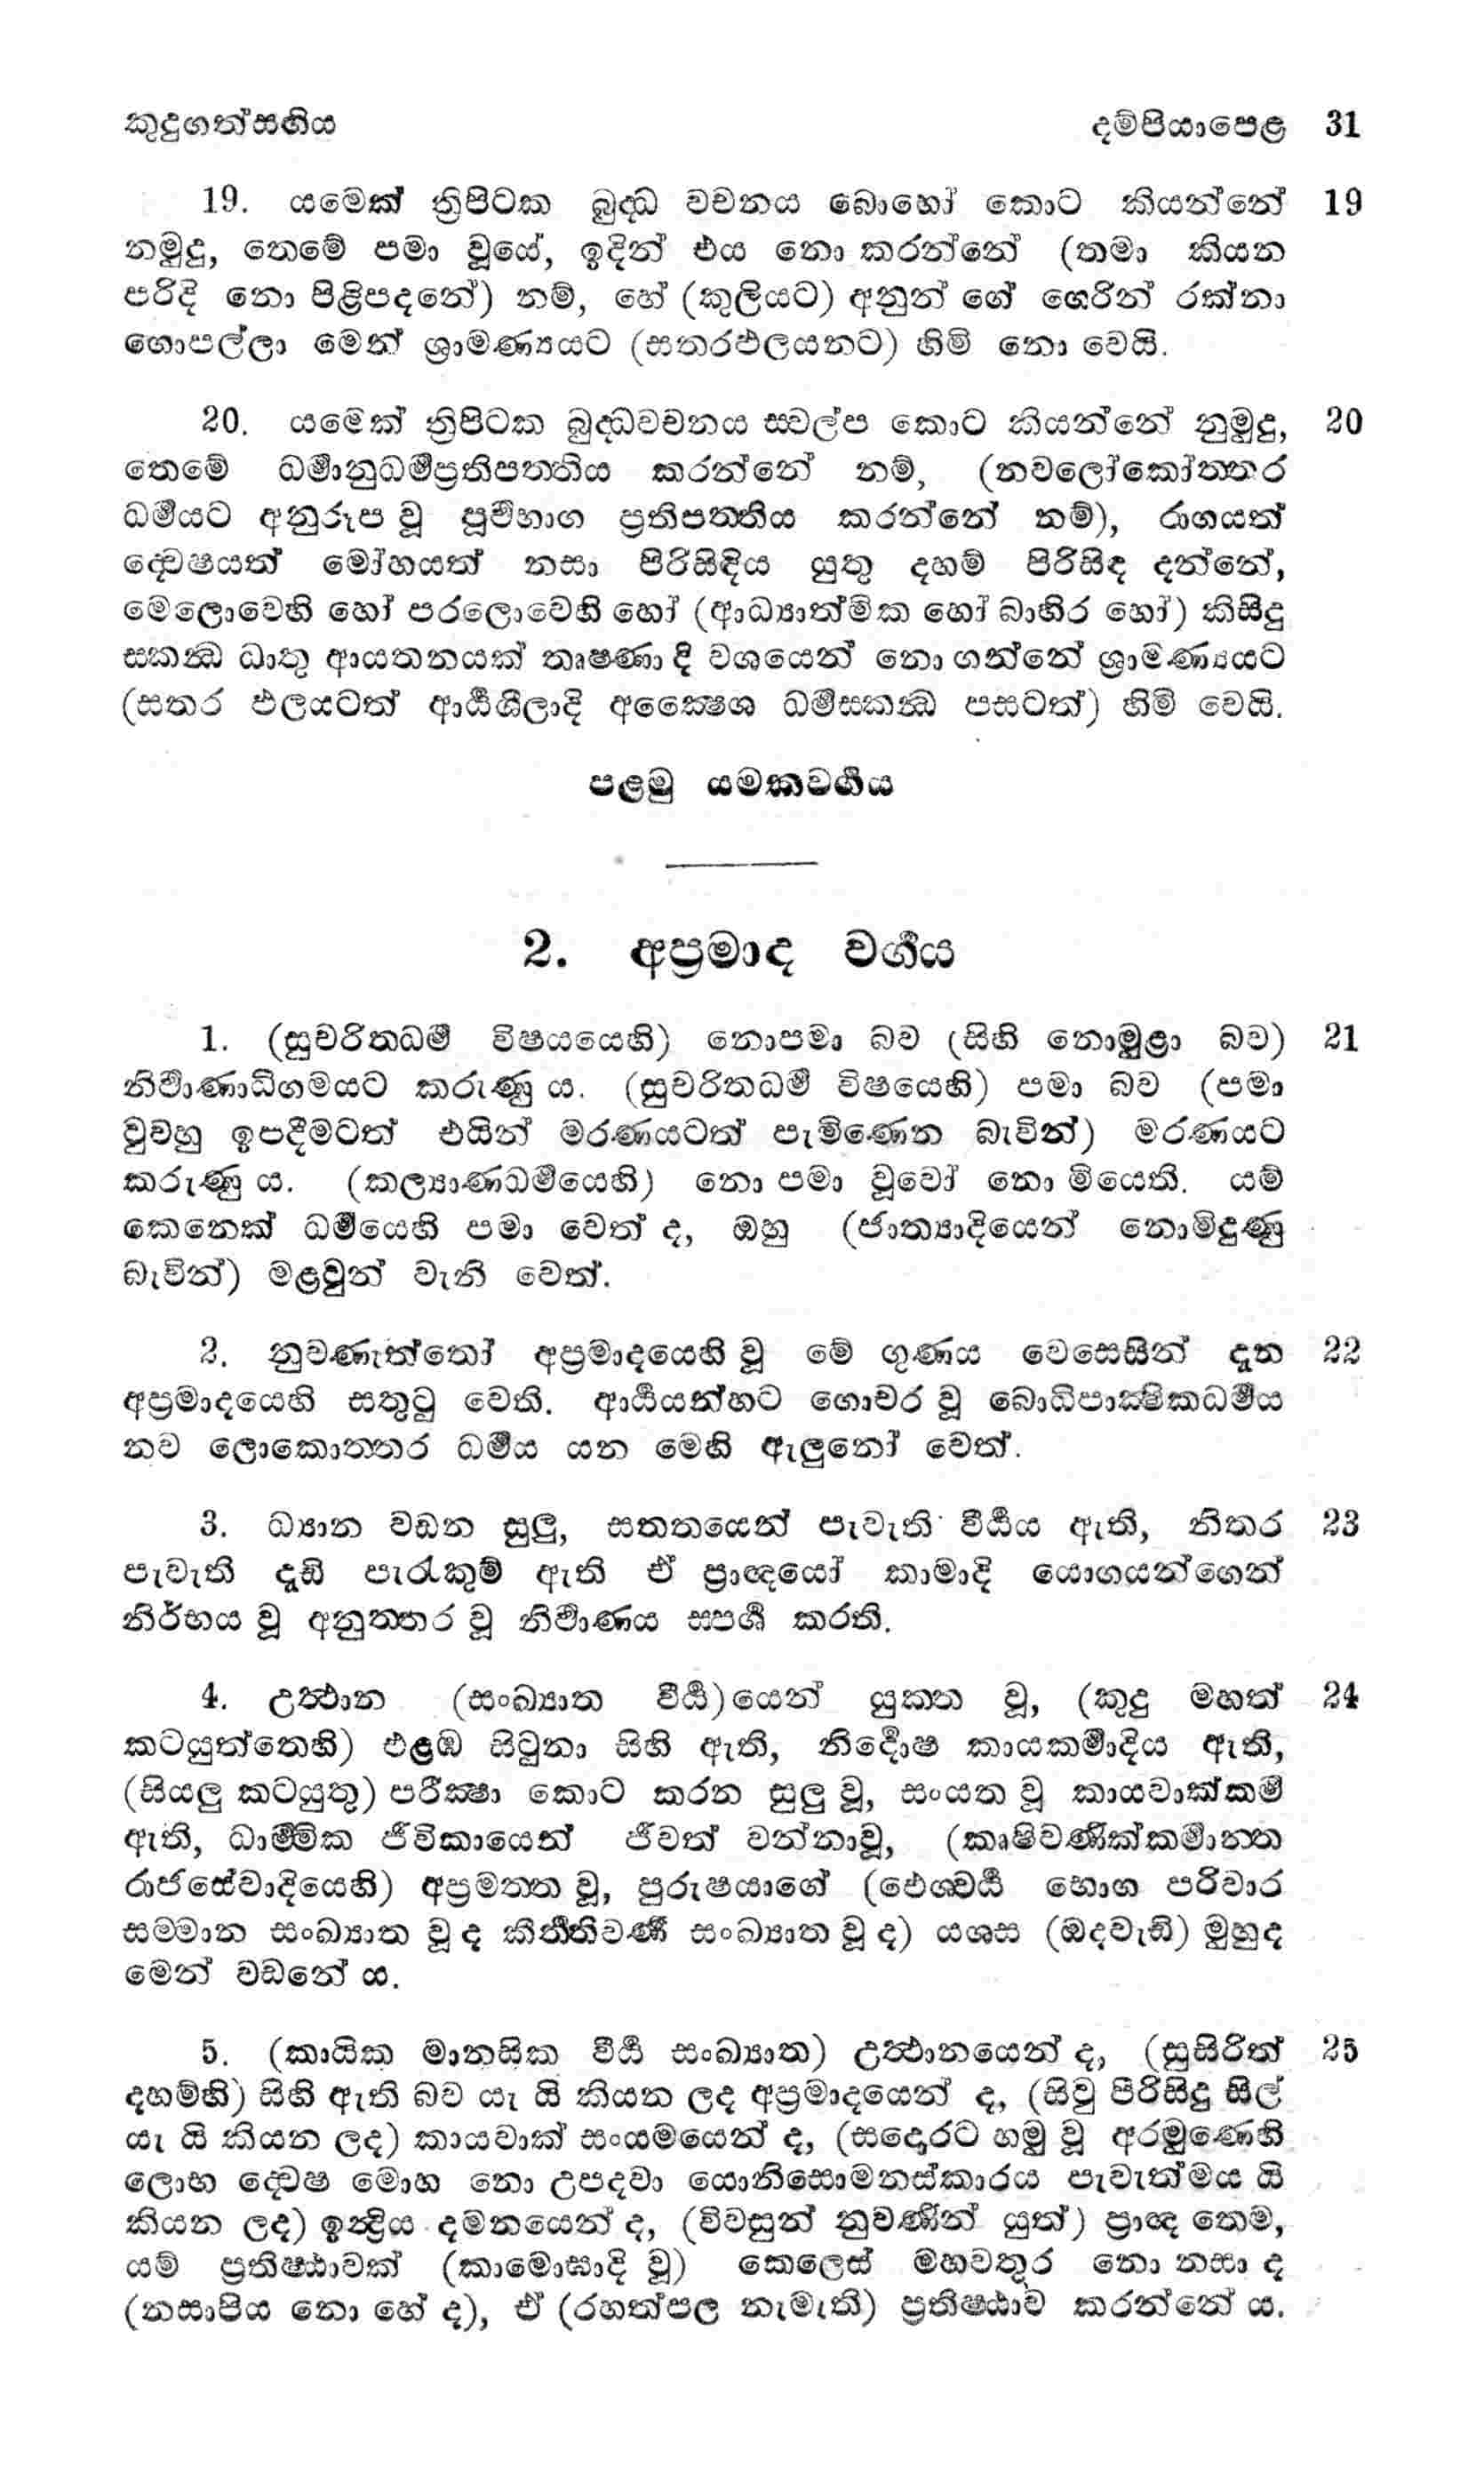 කුදුගත්සඟිය දම්පියාපෙළ 31
19. යමෙක් ත්‍රිපිටක බුද්ධ වචනය බොහෝ කොට කියන්නේ 19
නමුදු, තෙමේ පමා වූයේ, ඉදින් එය නො කරන්නේ (තමා කියන
පරිදි නො පිළිපදනේ) නම්, හේ (කුලියට) අනුන් ගේ ගෙරින් රක්නා
ගොපල්ලා මෙන් ශ්‍රාමණ්‍යයට (සතරඵලයනට) හිමි නො වෙයි.
20. යමෙක් ත්‍රිපිටක බුද්ධවචනය ස්වල්ප කොට කියන්නේ නුමුදු, 20
තෙමේ ධර්‍මානුධර්‍මප්‍රතිපත්තිය කරන්නේ නම්, (නවලෝකෝත්තර
ධර්‍මයට අනුරූප වූ පූර්‍වභාග ප්‍රතිපත්තිය කරන්නේ නම්), රාගයත්
ද්වේෂයත් මෝහයත් නසා පිරිසිඳිය යුතු දහම් පිරිසිඳ දන්නේ,
මෙලොවෙහි හෝ පරලොවෙහි හෝ (ආධ්‍යාත්මික හෝ බාහිර හෝ) කිසිදු
ස්කන්ධ ධාතු ආයතනයක් තෘෂ්ණා දි වශයෙන් නො ගන්නේ ශ්‍රාමණ්‍යයට
(සතර ඵලයටත් ආර්‍ය්‍යශීලාදි අශෛක්ෂ ධර්‍මස්කන්ධ පසටත්) හිමි වෙයි.
පළමු යමකවර්‍ගය
2. අප්‍රමාද වර්‍ගය
1. (සුචරිතධර්‍ම විෂයයෙහි) නොපමා බව (සිහි නොමුළා බව) 21
නිර්‍වාණාධිගමයට කරුණු ය. (සුචරිතධර්‍ම විෂයෙහි) පමා බව (පමා
වූවහු ඉපදීමටත් එයින් මරණයටත් පැමිණෙන බැවින්) මරණයට
කරුණු ය. (කල්‍යාණධර්‍මයෙහි) නො පමා වූවෝ නො මියෙති. යම්
කෙනෙක් ධර්‍මයෙහි පමා වෙත් ද, ඔහු (ජාත්‍යාදියෙන් නොමිදුණු
බැවින්) මළවුන් වැනි වෙත්.
2. නුවණැත්තෝ අප්‍රමාදයෙහි වූ මේ ගුණය වෙසෙසින් දැන 22
අප්‍රමාදයෙහි සතුටු වෙති. ආර්‍ය්‍යයන්හට ගොචර වූ බොධිපාක්ෂිකධර්‍මය
නව ලොකොත්තර ධර්‍මය යන මෙහි ඇලුනෝ වෙත්.
3. ධ්‍යාන වඩන සුලු, සතතයෙන් පැවැති වීර්‍ය්‍යය ඇති, නිතර 23
පැවැති දැඩි පැරැකුම් ඇති ඒ ප්‍රාඥයෝ කාමාදි යොගයන්ගෙන්
නිර්භය වූ අනුත්තර වූ නිර්‍වාණය ස්පර්‍ශ කරති.
4. උත්ථාන (සංඛ්‍යාත වීර්‍ය්‍ය)යෙන් යුක්ත වූ, (කුදු මහත් 24
කටයුත්තෙහි) එළඹ සිටුනා සිහි ඇති, නිර්‍දොෂ කායකර්‍මාදිය ඇති,
(සියලු කටයුතු) පරීක්ෂා කොට කරන සුලු වූ, සංයත වූ කායවාක්කර්‍ම
ඇති, ධාර්‍මමික ජීවිකායෙන් ජීවත් වන්නාවූ, (කෘෂිවණික්කර්‍මාන්ත
රාජසේවාදියෙහි) අප්‍රමත්ත වූ, පුරුෂයාගේ (ඓශ්වර්‍ය්‍ය භොග පරිවාර
සම්මාන සංඛ්‍යාත වූ ද කීර්‍ත්තිවර්‍ණ සංඛ්‍යාත වූ ද) යශස (ඔදවැඩි) මුහුද
මෙන් වඩනේ ය.
5. (කායික මානසික වීර්‍ය්‍ය සංඛ්‍යාත) උත්ථානයෙන් ද, (සුසිරිත් 25
දහම්හි) සිහි ඇති බව යැ යි කියන ලද අප්‍රමාදයෙන් ද, (සිවු පිරිසිදු සිල්
යැ යි කියන ලද) කායවාක් සංයමයෙන් ද, (සදොරට හමු වූ අරමුණෙහි
ලොභ ද්වේෂ මොහ නො උපදවා යොනිසොමනස්කාරය පැවැත්මය යි
කියන ලද) ඉන්ද්‍රිය දමනයෙන් ද, (විවසුන් නුවණින් යුත්) ප්‍රාඥ තෙම,
යම් ප්‍රතිෂ්ඨාවක් (කාමොඝාදි වූ) කෙලෙස් මහවතුර නො නසා ද
(නසාපිය නො හේ ද), ඒ (රහත්පල නැමැති) ප්‍රතිෂ්ඨාව කරන්නේ ය.